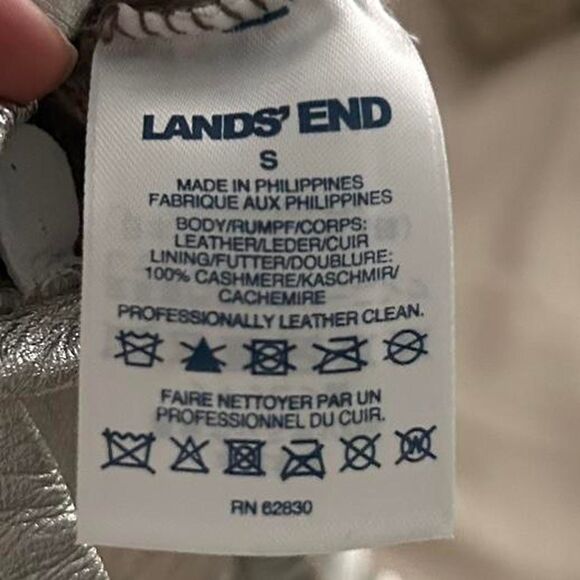 LANDS' END
S
MADE IN PHILIPPINES
FABRIQUE AUX PHILIPPINES
BODY/RUMPF/CORPS:
LEATHER/LEDER/CUIR
LINING/FUTTER/DOUBLURE:
100% CASHMERE/KASCHMIR/
CACHEMIRE
PROFESSIONALLY LEATHER CLEAN.
FAIRE NETTOYER PAR UN
PROFESSIONNEL DU CUIR.
W
RN 62830